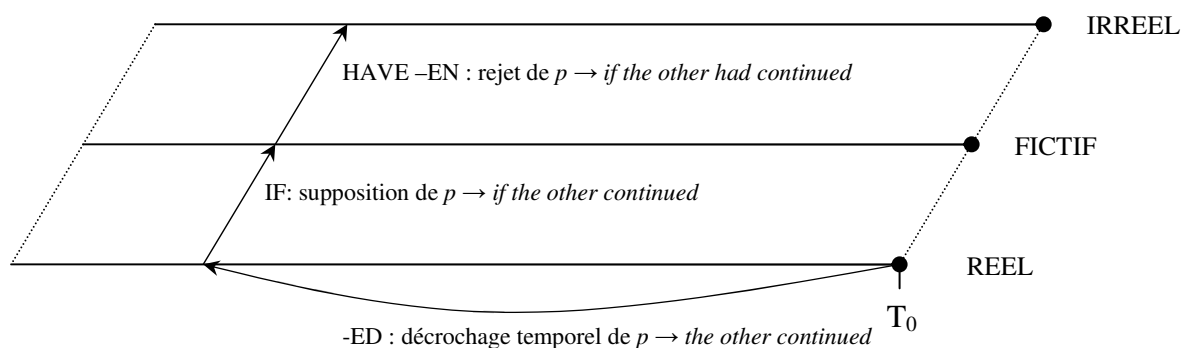 IRREEL
HAVE –EN : rejet de p → if the other had continued
FICTIF
IF: supposition de p → if the other continued
REEL
T0
-ED : décrochage temporel de p → the other continued